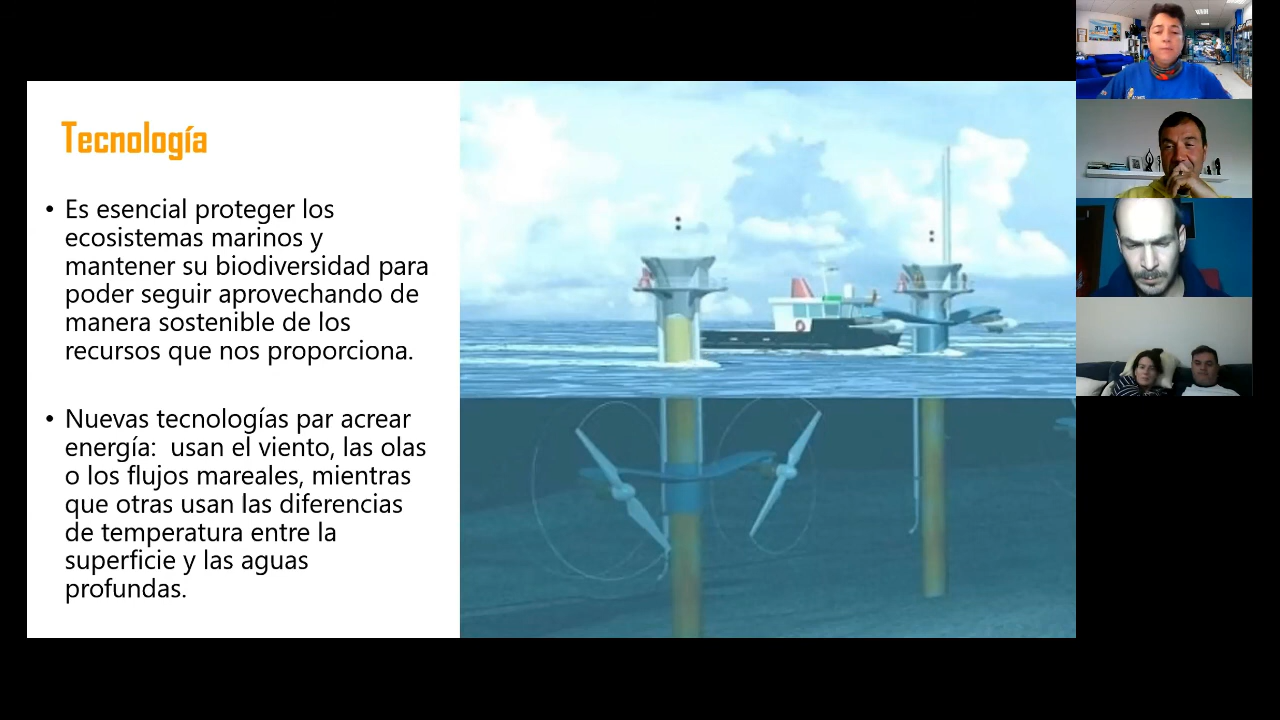 Tecnología
• Es esencial proteger los
ecosistemas marinos y
mantener su biodiversidad para
poder seguir aprovechando de
manera sostenible de los
recursos que nos proporciona.
• Nuevas tecnologías par acrear
energía:  usan el viento, las olas
o los flujos mareales, mientras
que otras usan las diferencias
de temperatura entre la
superficie y las aguas
profundas.